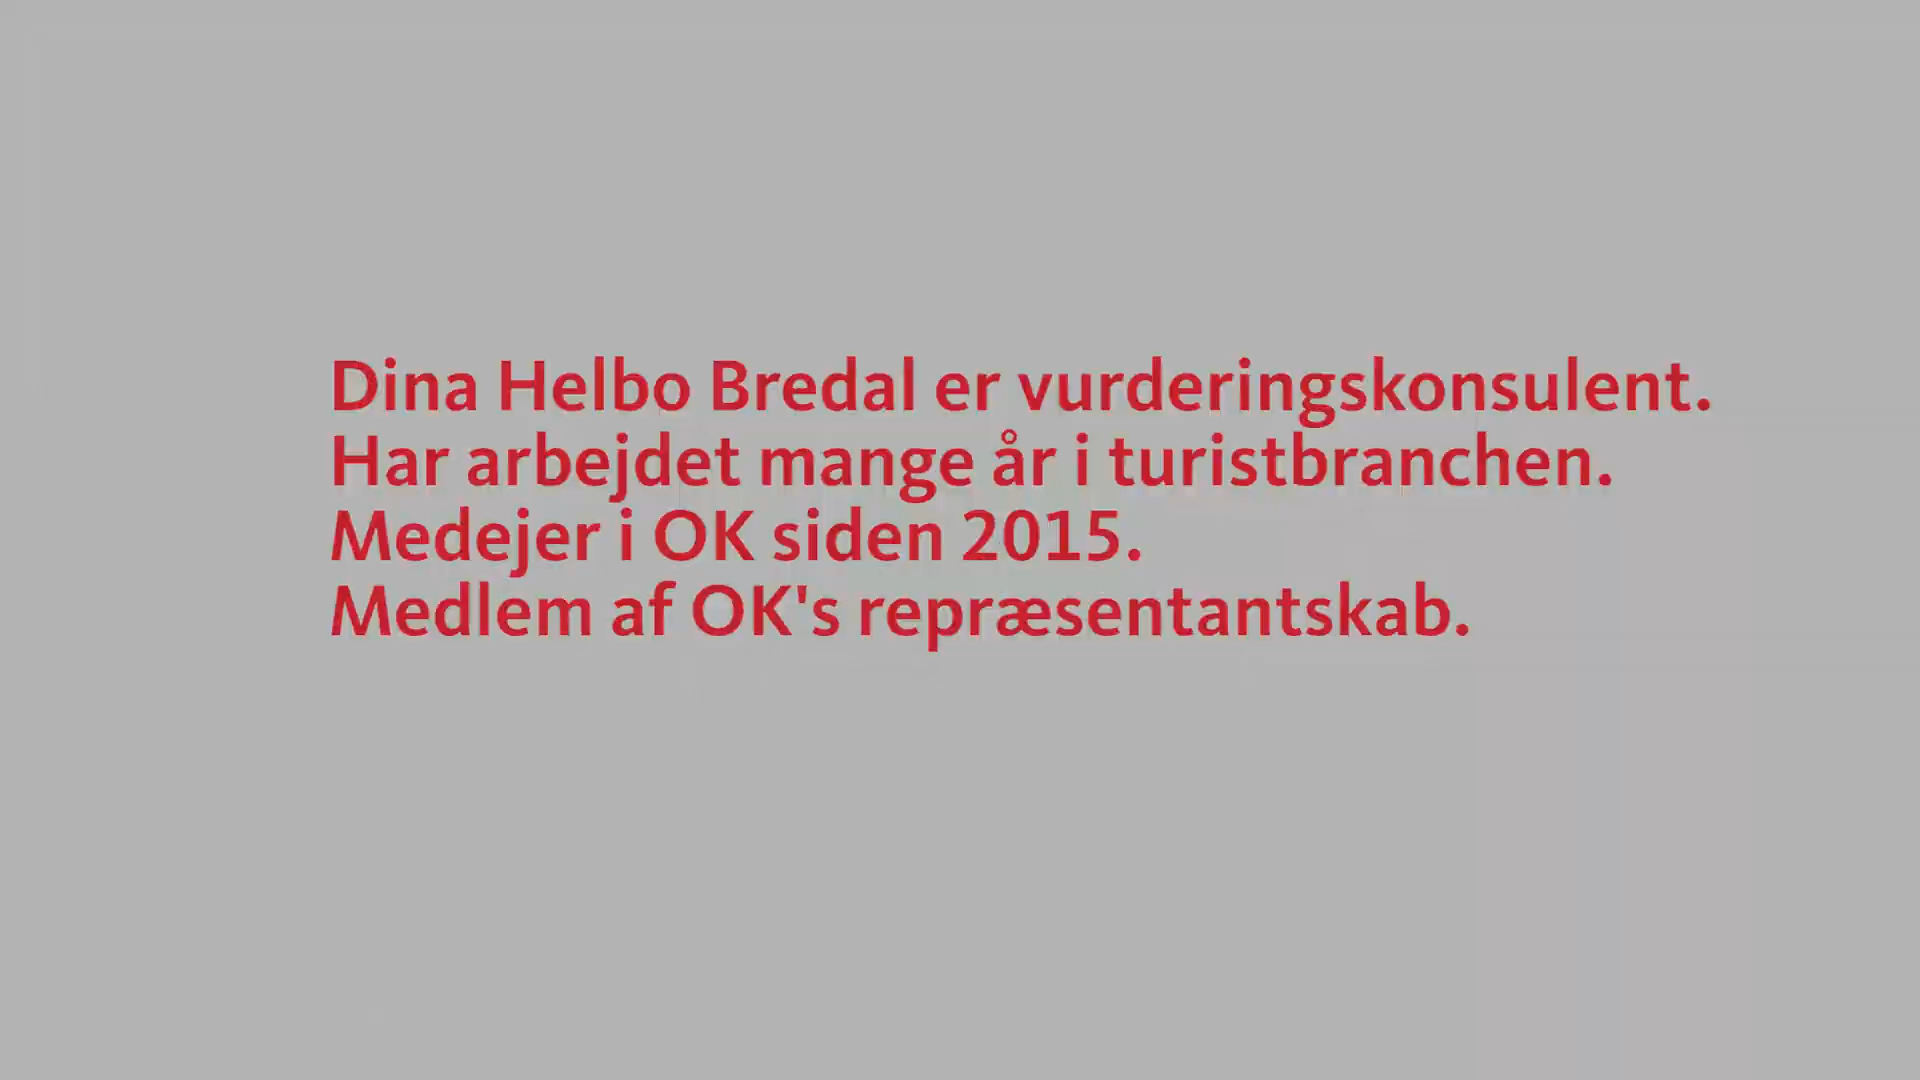 Dina Helbo Bredal er vurderingskonsulent.
Har arbejdet mange år i turistbranchen.
Medejer i OK siden 2015.
Medlem af OK's repræsentantskab.